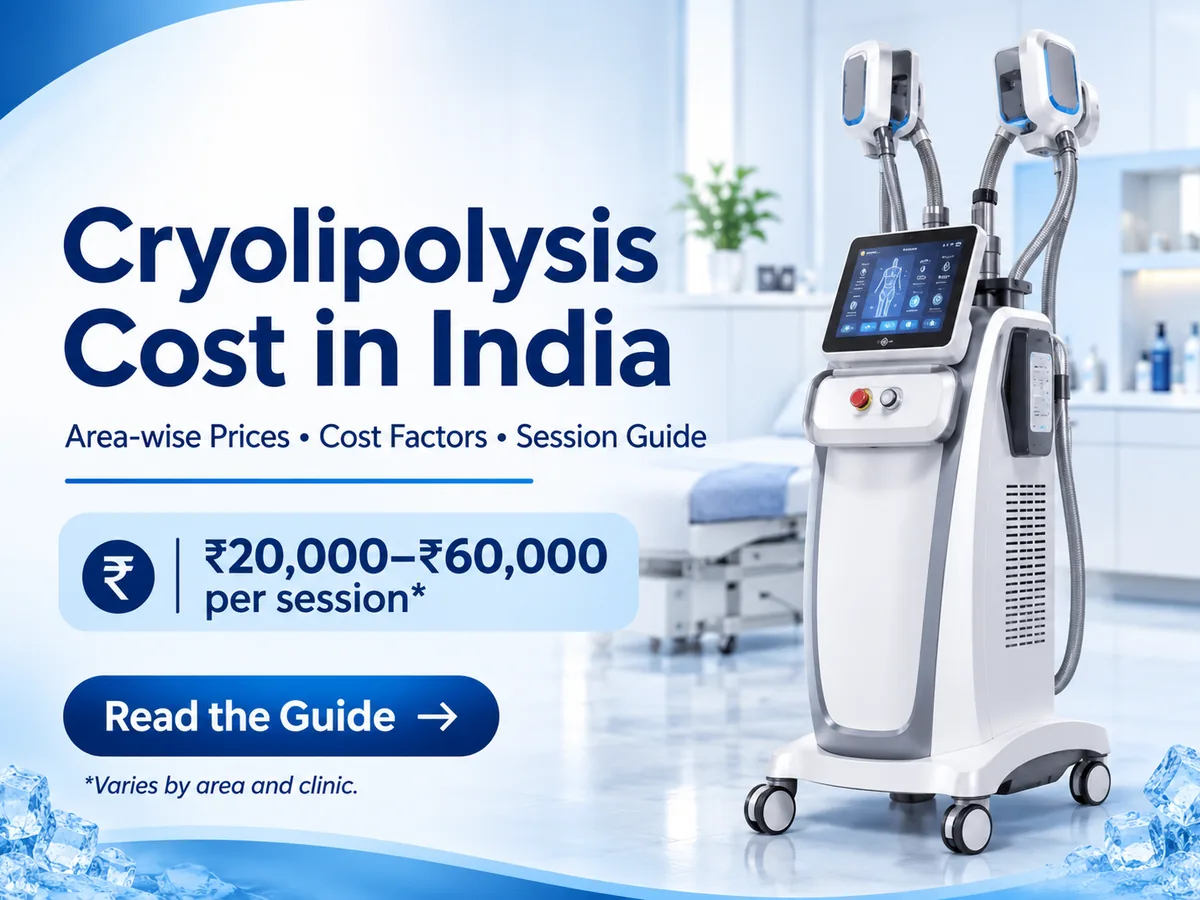 Cryolipolysis
Cost in India
Area-wise Prices • Cost Factors • Session Guide
₹
₹20,000–₹60,000
per session*
Read the Guide →
*Varies by area and clinic.